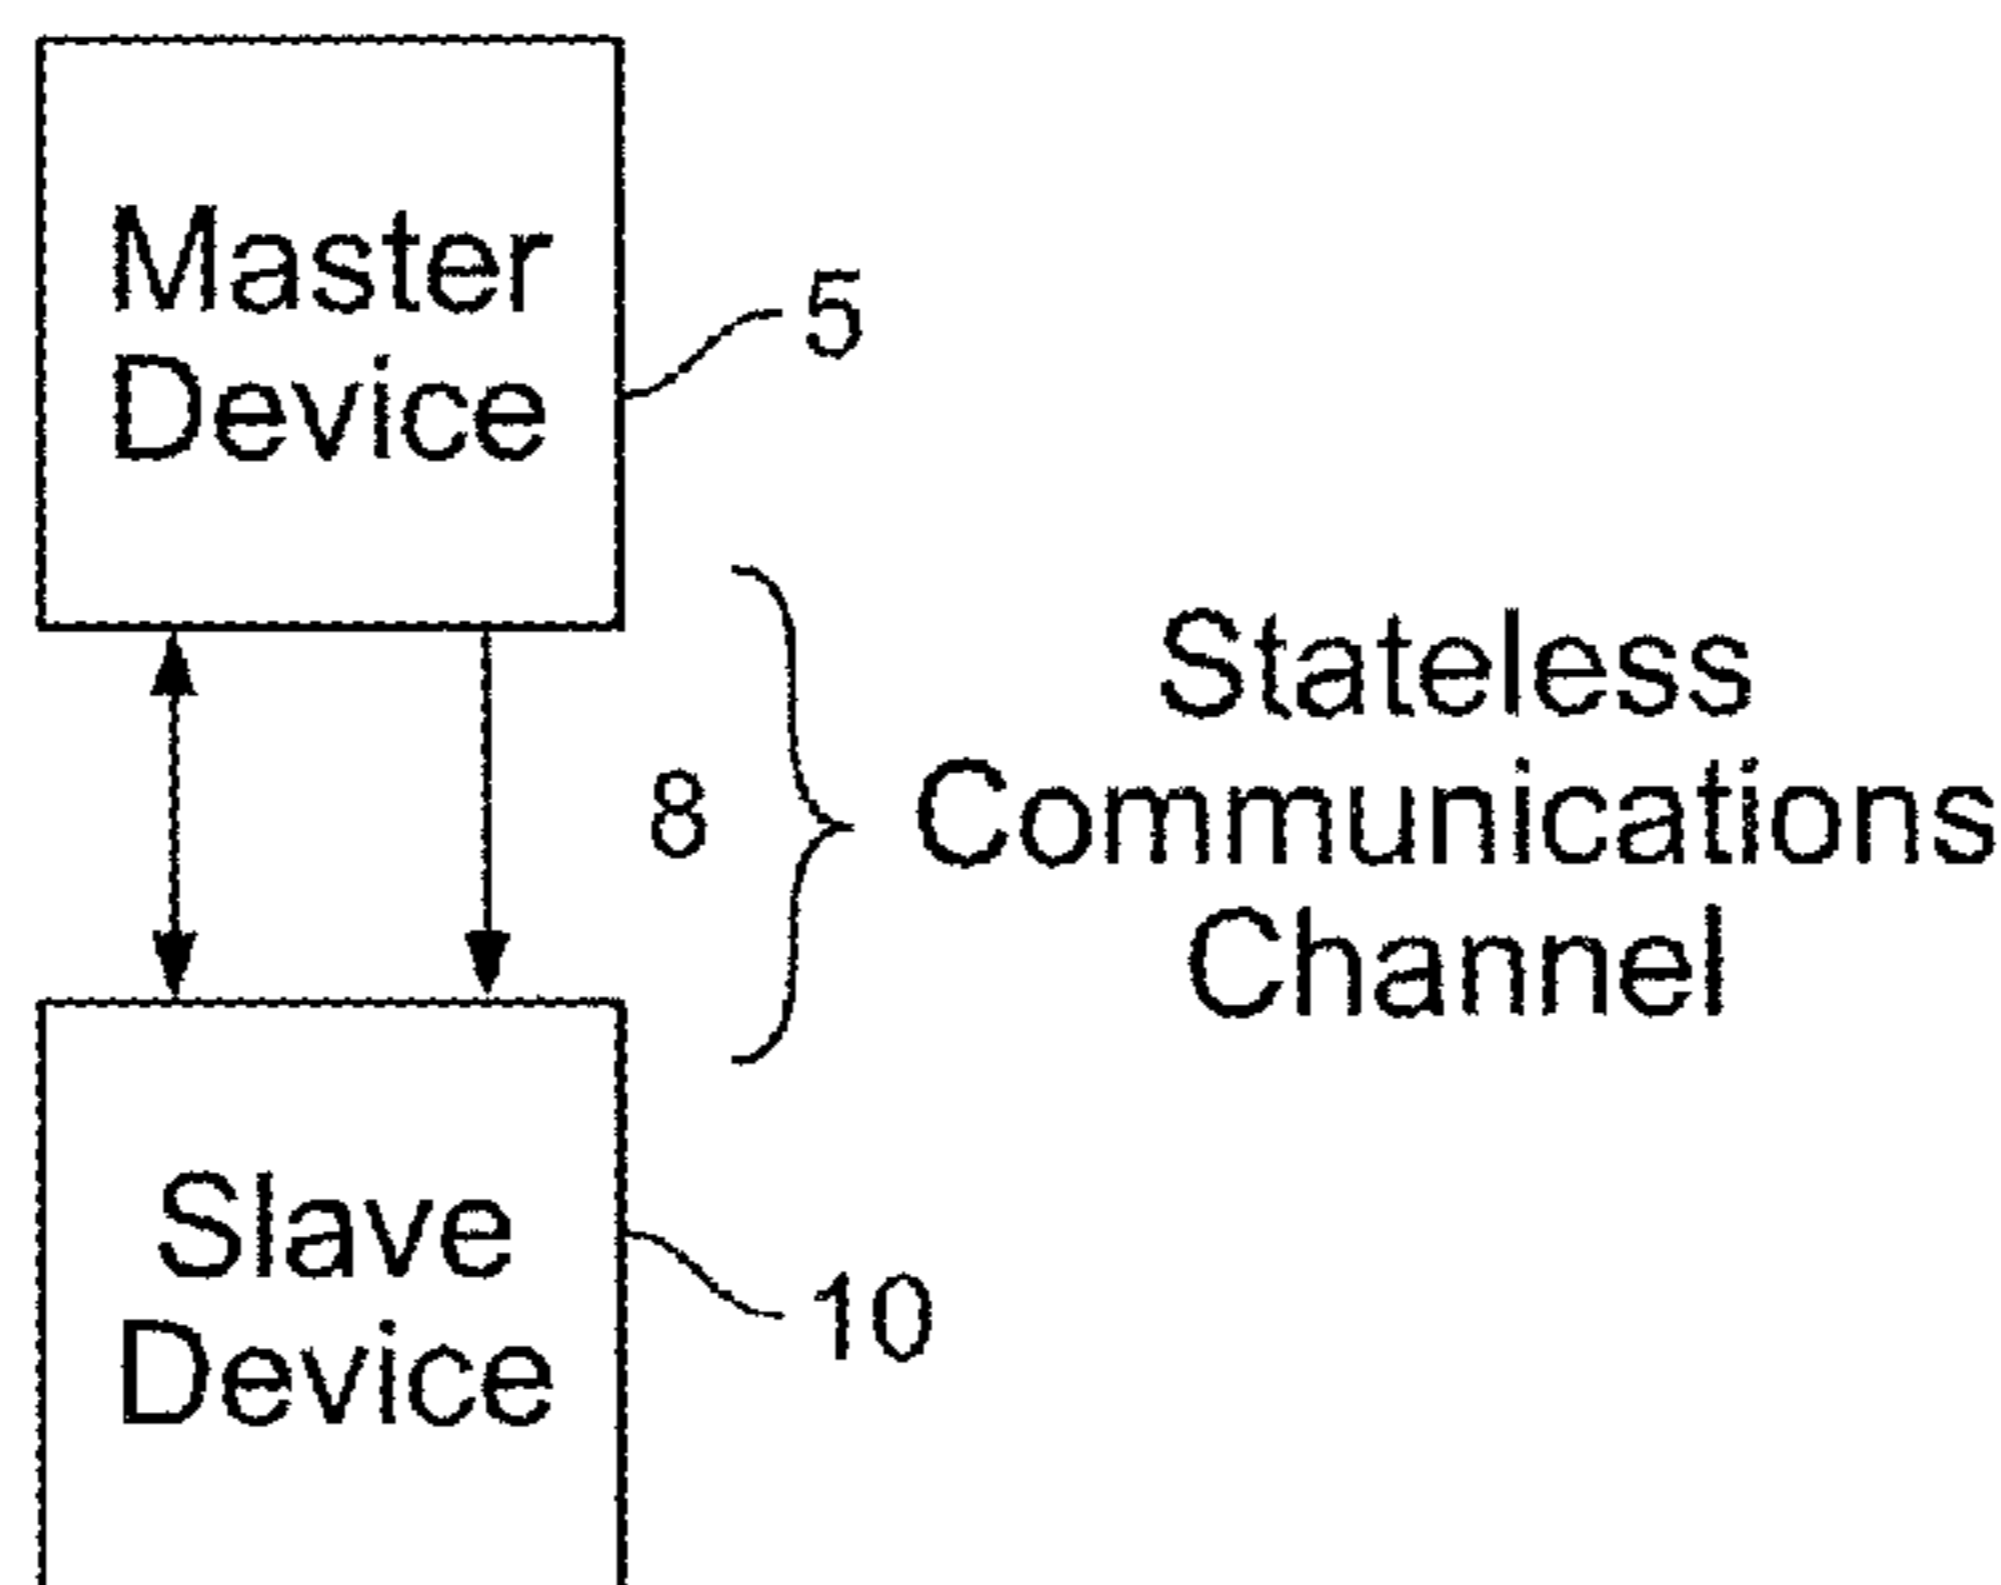 Master
Device
5
8
Stateless
Communications
Channel
Slave
Device
10